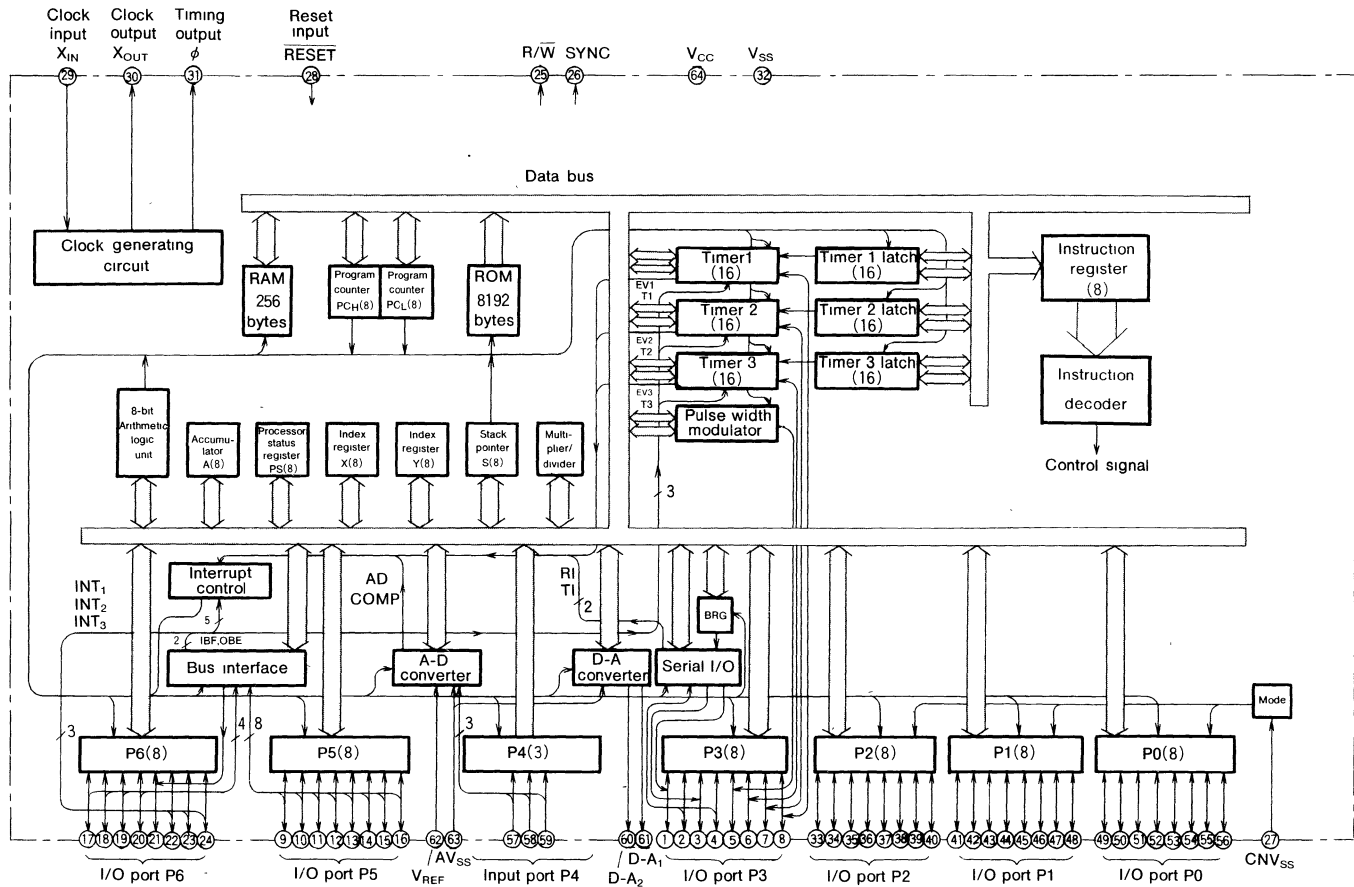 Clock input XIN
Clock output XOUT
Timing output ϕ
Reset input RESET
R/W SYNC
VCC
VSS
29
30
31
28
25
26
64
32
Data bus
Clock generating circuit
RAM 256 bytes
Program counter PCH(8)
Program counter PCL(8)
ROM 8192 bytes
Timer1 (16)
Timer 1 latch (16)
EV1
T1
Timer 2 (16)
Timer 2 latch (16)
EV2
T2
Timer 3 (16)
Timer 3 latch (16)
EV3
T3
Pulse width modulator
Instruction register (8)
Instruction decoder
Control signal
8-bit Arithmetic logic unit
Accumulator A(8)
Processor status register PS(8)
Index register X(8)
Index register Y(8)
Stack pointer S(8)
Multiplier/divider
3
INT1
INT2
INT3
Interrupt control
5
2
IBF,OBE
Bus interface
AD COMP
A-D converter
RI
TI
2
D-A converter
BRG
Serial I/O
Mode
3
4
8
3
P6(8)
P5(8)
P4(3)
P3(8)
P2(8)
P1(8)
P0(8)
17 18 19 20 21 22 23 24
9 10 11 12 13 14 15 16
62 63
57 58 59
60 61
1 2 3 4 5 6 7 8
33 34 35 36 37 38 39 40
41 42 43 44 45 46 47 48
49 50 51 52 53 54 55 56
27
I/O port P6
I/O port P5
VREF
AVSS
Input port P4
D-A1
D-A2
I/O port P3
I/O port P2
I/O port P1
I/O port P0
CNVSS